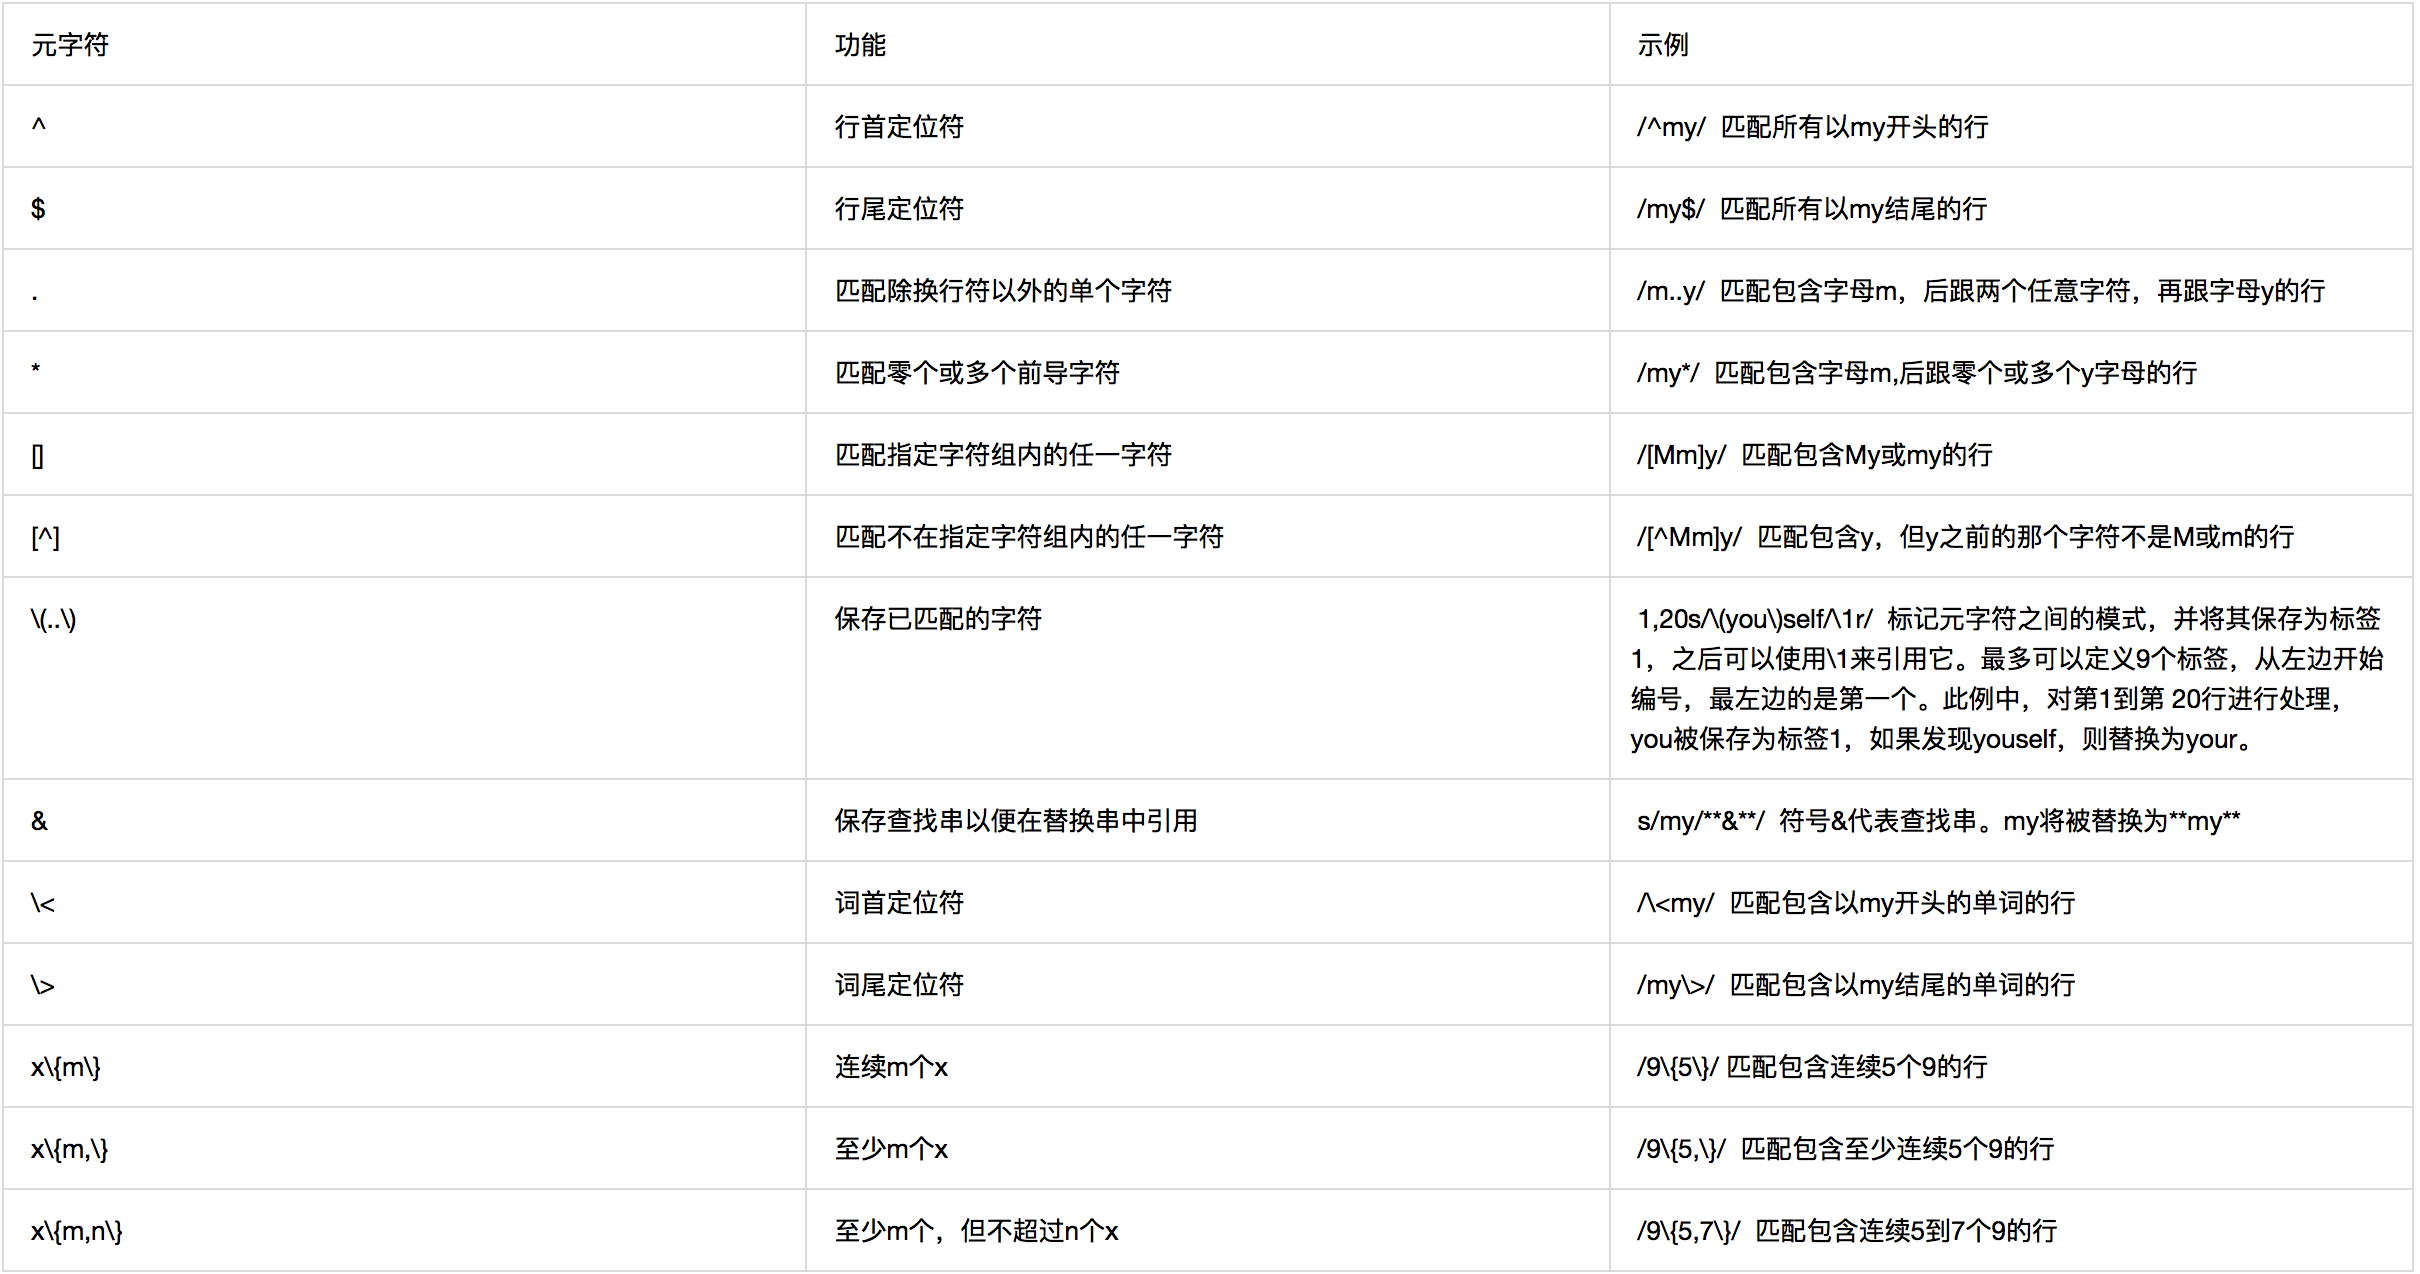 元字符 功能 示例
^ 行首定位符 /^my/ 匹配所有以my开头的行
$ 行尾定位符 /my$/ 匹配所有以my结尾的行
. 匹配除换行符以外的单个字符 /m..y/ 匹配包含字母m，后跟两个任意字符，再跟字母y的行
* 匹配零个或多个前导字符 /my*/ 匹配包含字母m,后跟零个或多个y字母的行
[] 匹配指定字符组内的任一字符 /[Mm]y/ 匹配包含My或my的行
[^] 匹配不在指定字符组内的任一字符 /[^Mm]y/ 匹配包含y，但y之前的那个字符不是M或m的行
\(..\) 保存已匹配的字符 1,20s/\(you\)self/\1r/ 标记元字符之间的模式，并将其保存为标签
1，之后可以使用\1来引用它。最多可以定义9个标签，从左边开始
编号，最左边的是第一个。此例中，对第1到第 20行进行处理，
you被保存为标签1，如果发现youself，则替换为your。
& 保存查找串以便在替换串中引用 s/my/**&**/ 符号&代表查找串。my将被替换为**my**
\< 词首定位符 /\<my/ 匹配包含以my开头的单词的行
\> 词尾定位符 /my\>/ 匹配包含以my结尾的单词的行
x\{m\} 连续m个x /9\{5\}/ 匹配包含连续5个9的行
x\{m,\} 至少m个x /9\{5,\}/ 匹配包含至少连续5个9的行
x\{m,n\} 至少m个，但不超过n个x /9\{5,7\}/ 匹配包含连续5到7个9的行